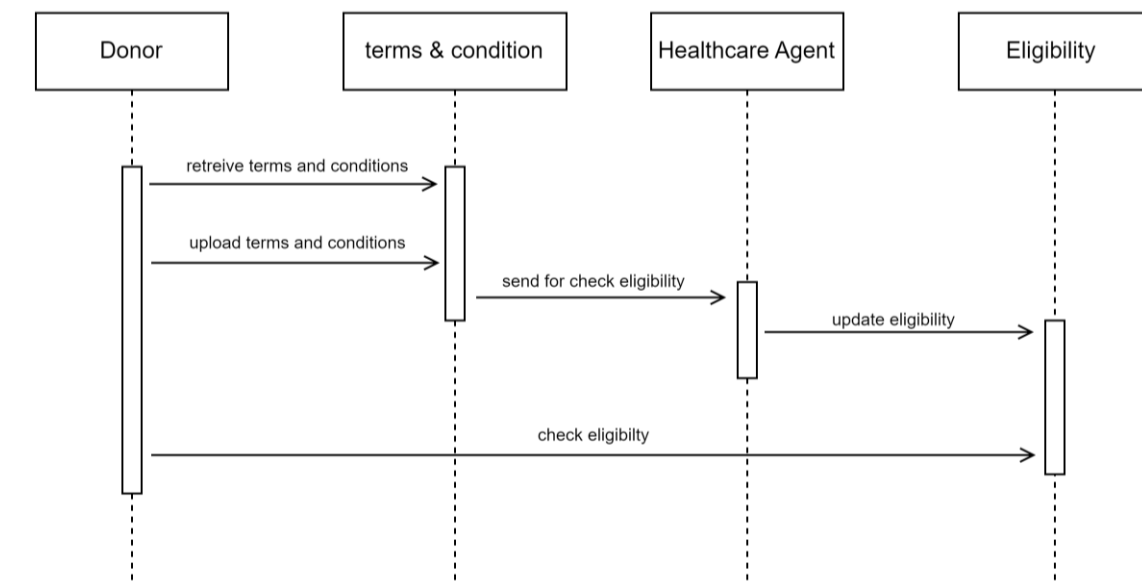 Donor
terms & condition
Healthcare Agent
Eligibility
retreive terms and conditions
upload terms and conditions
send for check eligibility
update eligibility
check eligibilty